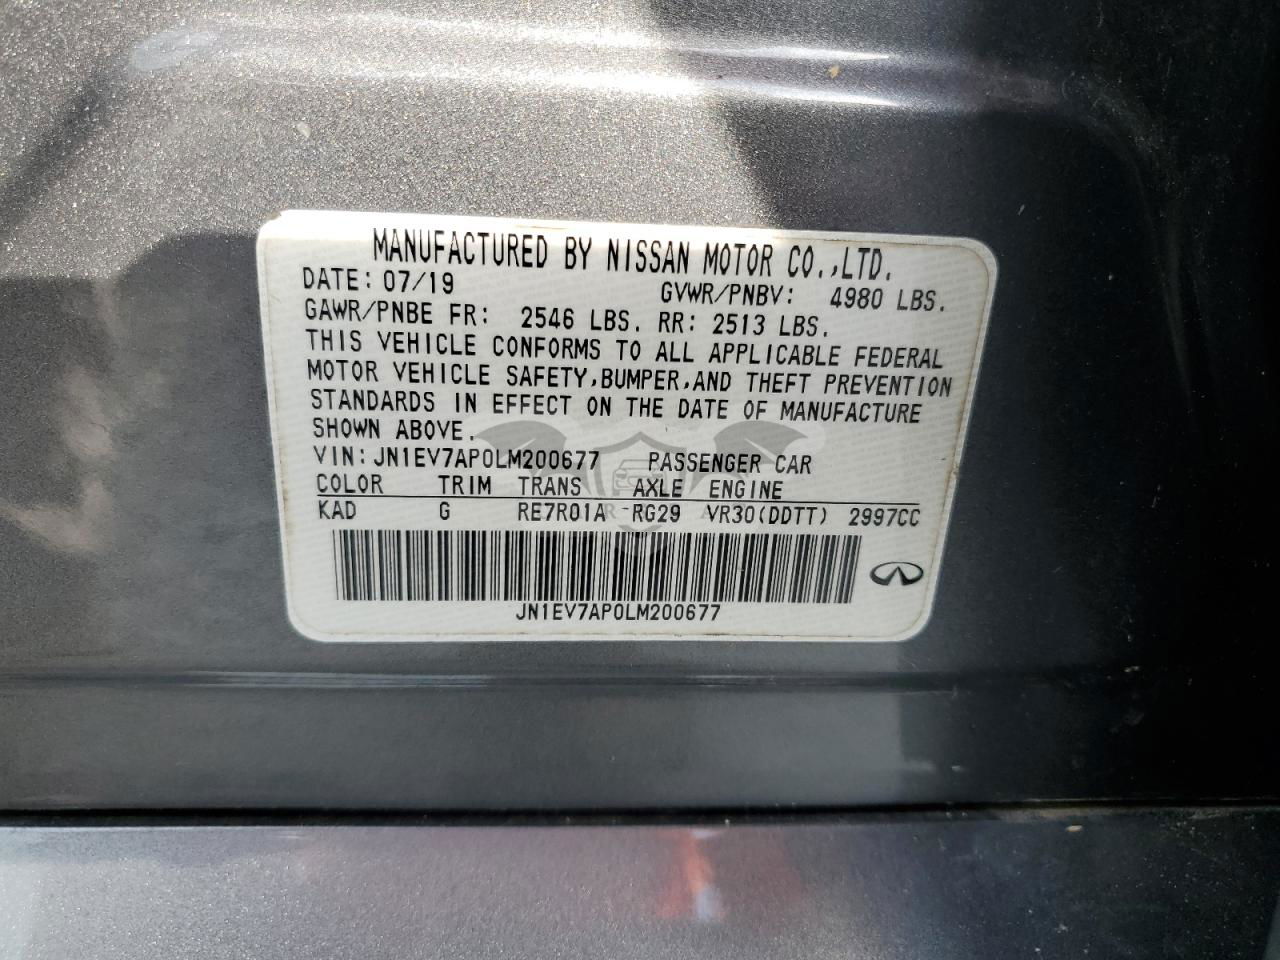 MANUFACTURED BY NISSAN MOTOR CO.,LTD.
DATE: 07/19 GVWR/PNBV: 4980 LBS.
GAWR/PNBE FR: 2546 LBS. RR: 2513 LBS.
THIS VEHICLE CONFORMS TO ALL APPLICABLE FEDERAL
MOTOR VEHICLE SAFETY,BUMPER,AND THEFT PREVENTION
STANDARDS IN EFFECT ON THE DATE OF MANUFACTURE
SHOWN ABOVE.
VIN: JN1EV7AP0LM200677 PASSENGER CAR
COLOR TRIM TRANS AXLE ENGINE
KAD G RE7R01A RG29 VR30(DDTT) 2997CC
JN1EV7AP0LM200677